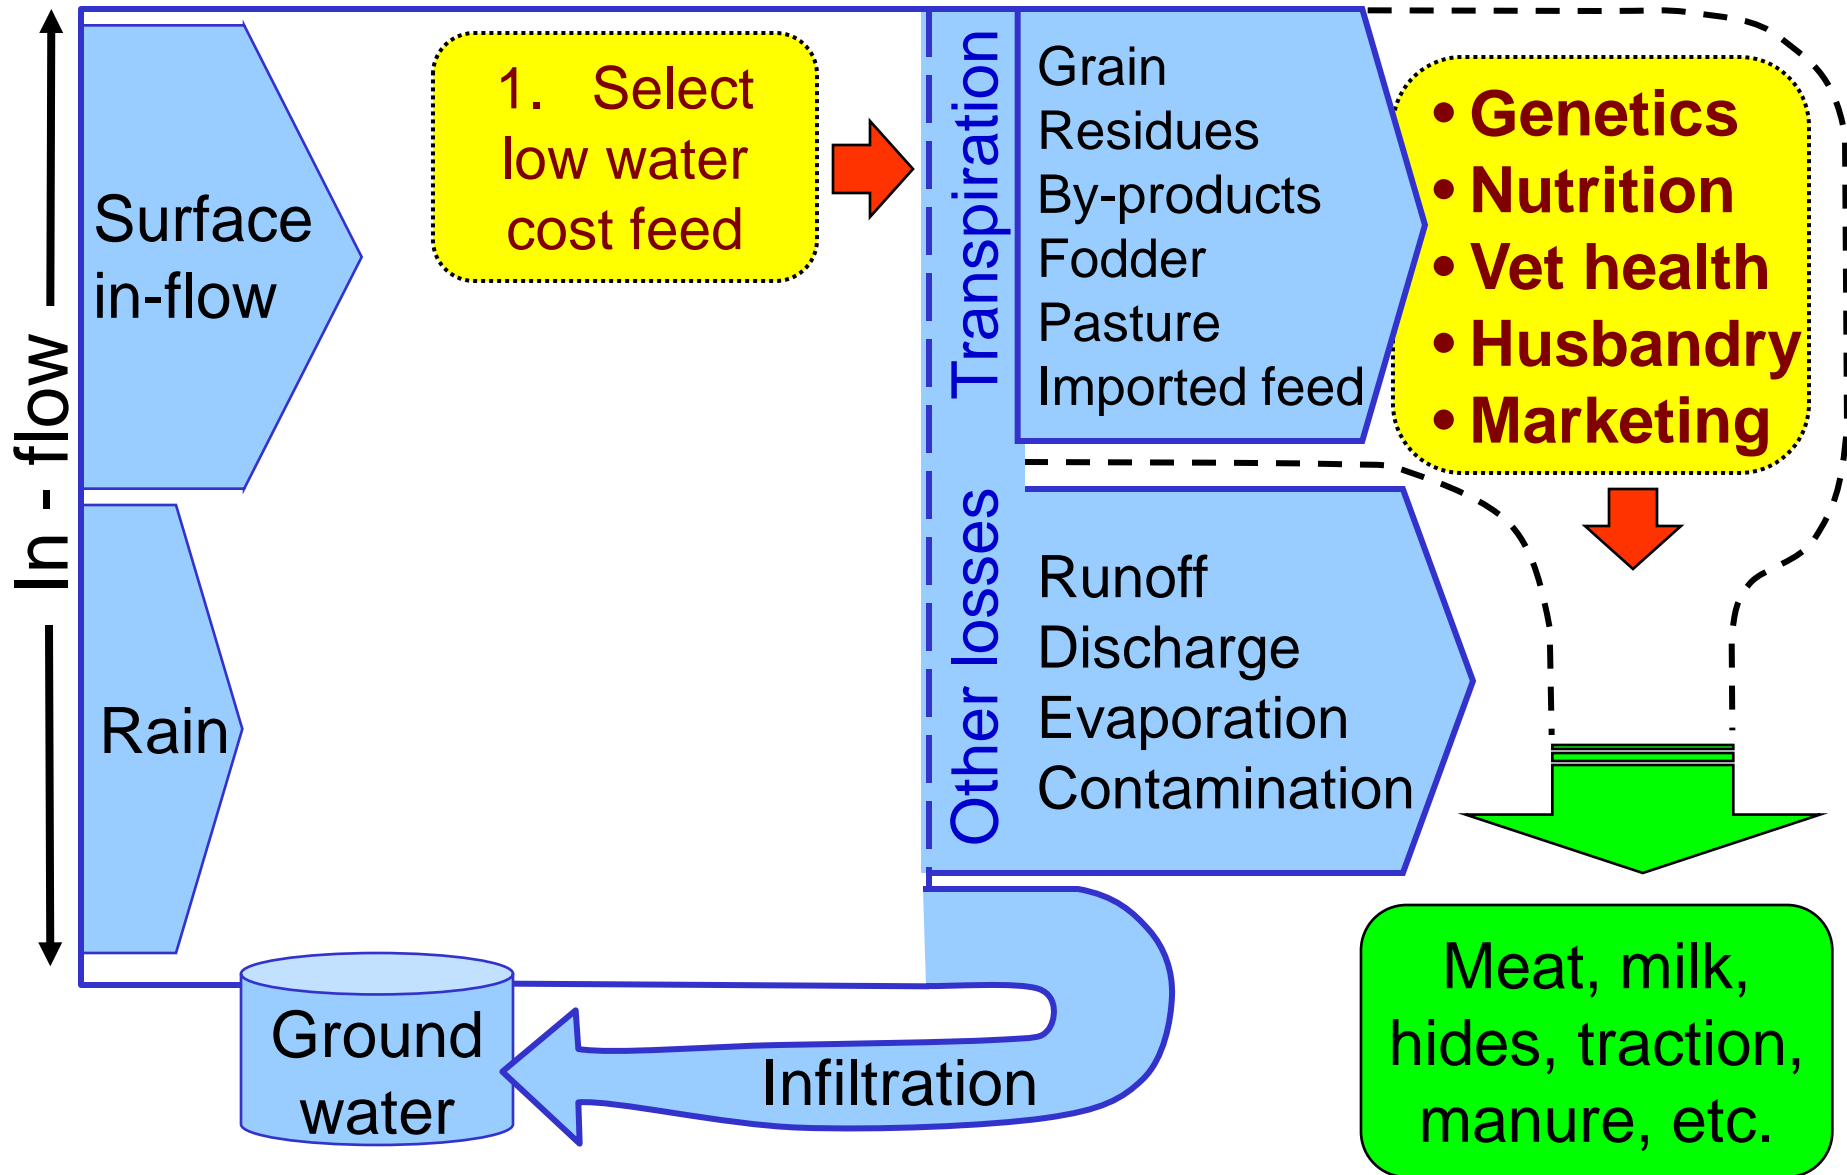 In - flow
Surface
in-flow
Rain
1. Select
low water
cost feed
Transpiration
Other losses
Grain
Residues
By-products
Fodder
Pasture
Imported feed
• Genetics
• Nutrition
• Vet health
• Husbandry
• Marketing
Runoff
Discharge
Evaporation
Contamination
Ground
water
Infiltration
Meat, milk,
hides, traction,
manure, etc.